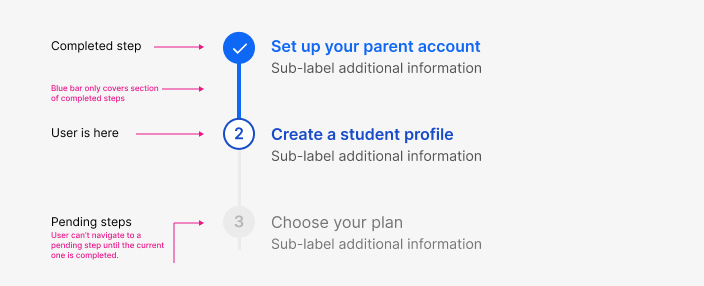 Completed step
Set up your parent account
Sub-label additional information
Blue bar only covers section
of completed steps
User is here
2
Create a student profile
Sub-label additional information
Pending steps
User can't navigate to a
pending step until the current
one is completed.
3
Choose your plan
Sub-label additional information